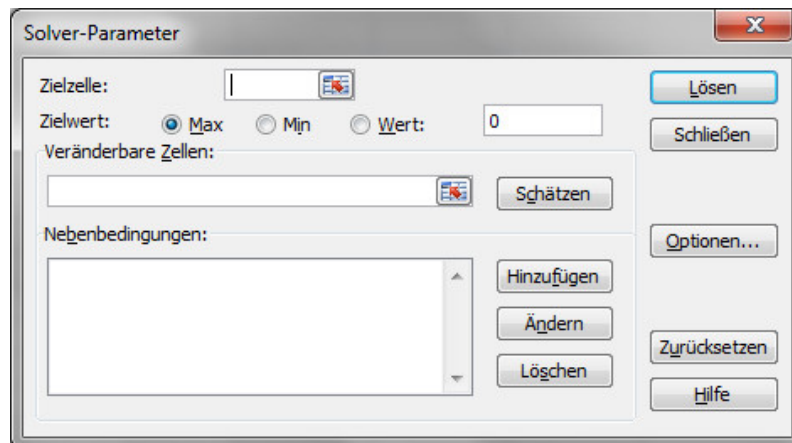 Solver-Parameter
Zielzelle:
Lösen
Zielwert: Max Min Wert: 0
Schließen
Veränderbare Zellen:
Schätzen
Nebenbedingungen:
Optionen...
Hinzufügen
Ändern
Zurücksetzen
Löschen
Hilfe